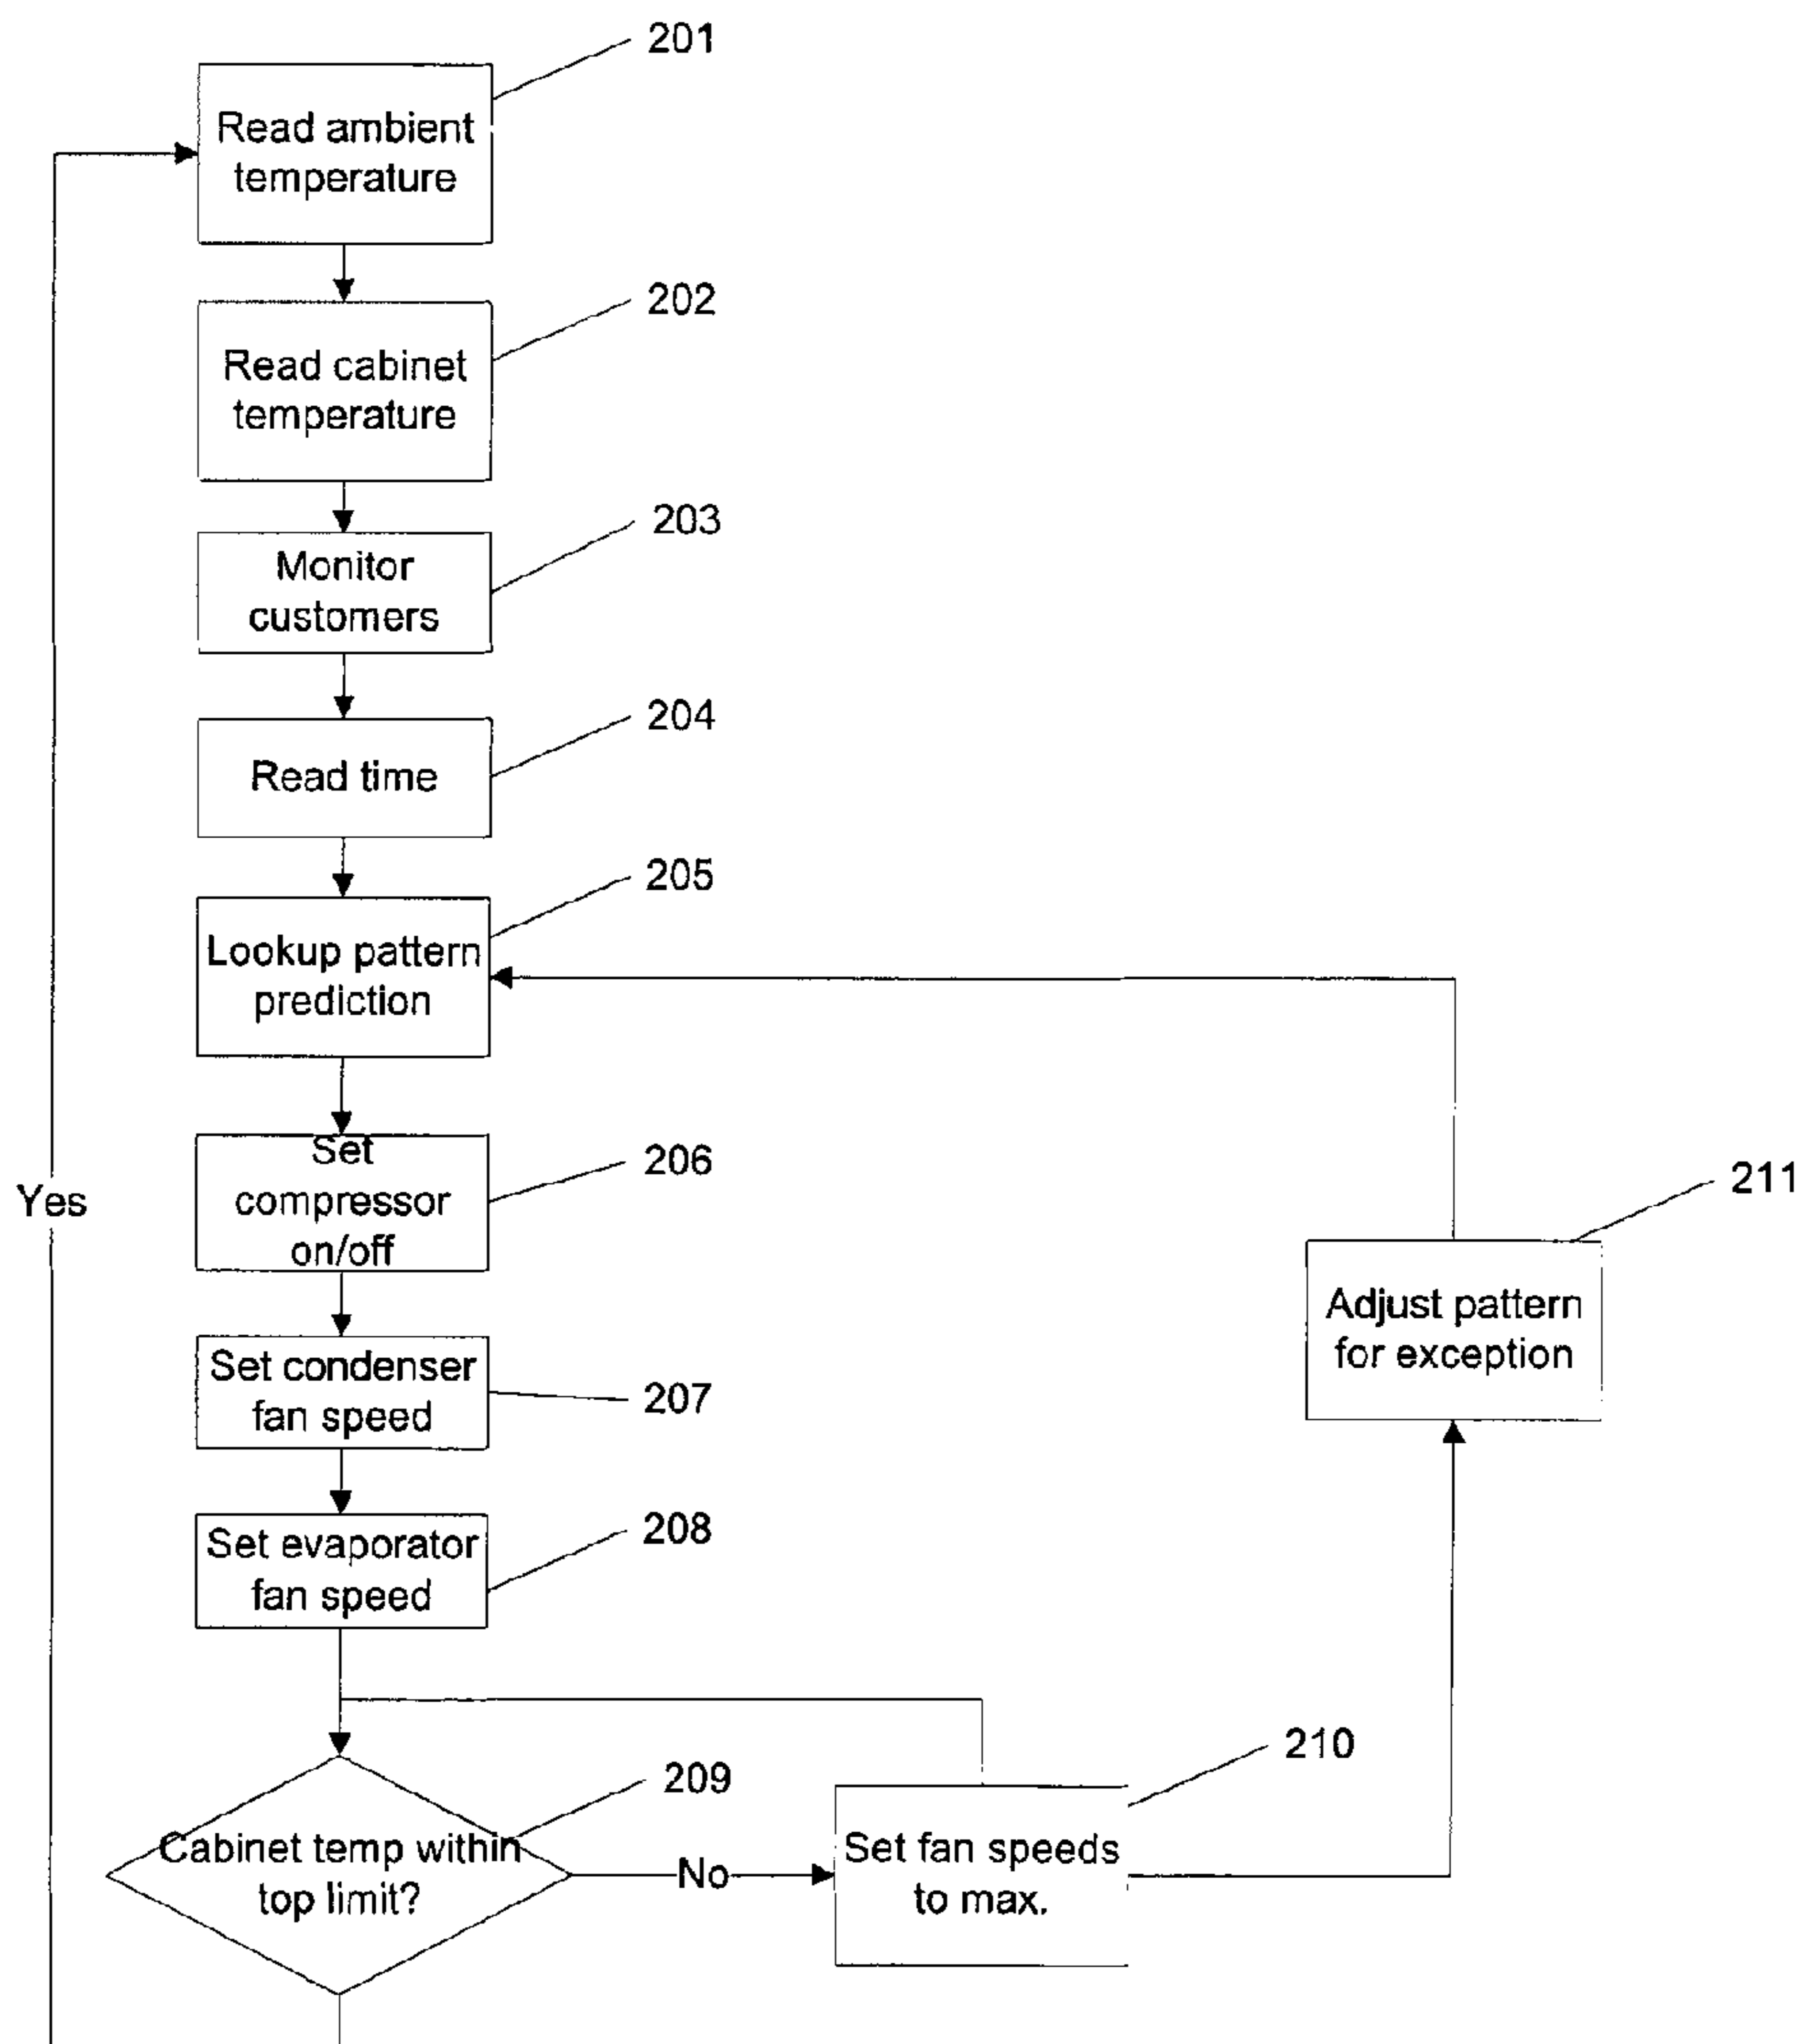 201
Read ambient
temperature
202
Read cabinet
temperature
203
Monitor
customers
204
Read time
205
Lookup pattern
prediction
Set
compressor
on/off
206
Yes
211
Adjust pattern
for exception
Set condenser
fan speed
207
Set evaporator
fan speed
208
209
Cabinet temp within
top limit?
No
210
Set fan speeds
to max.